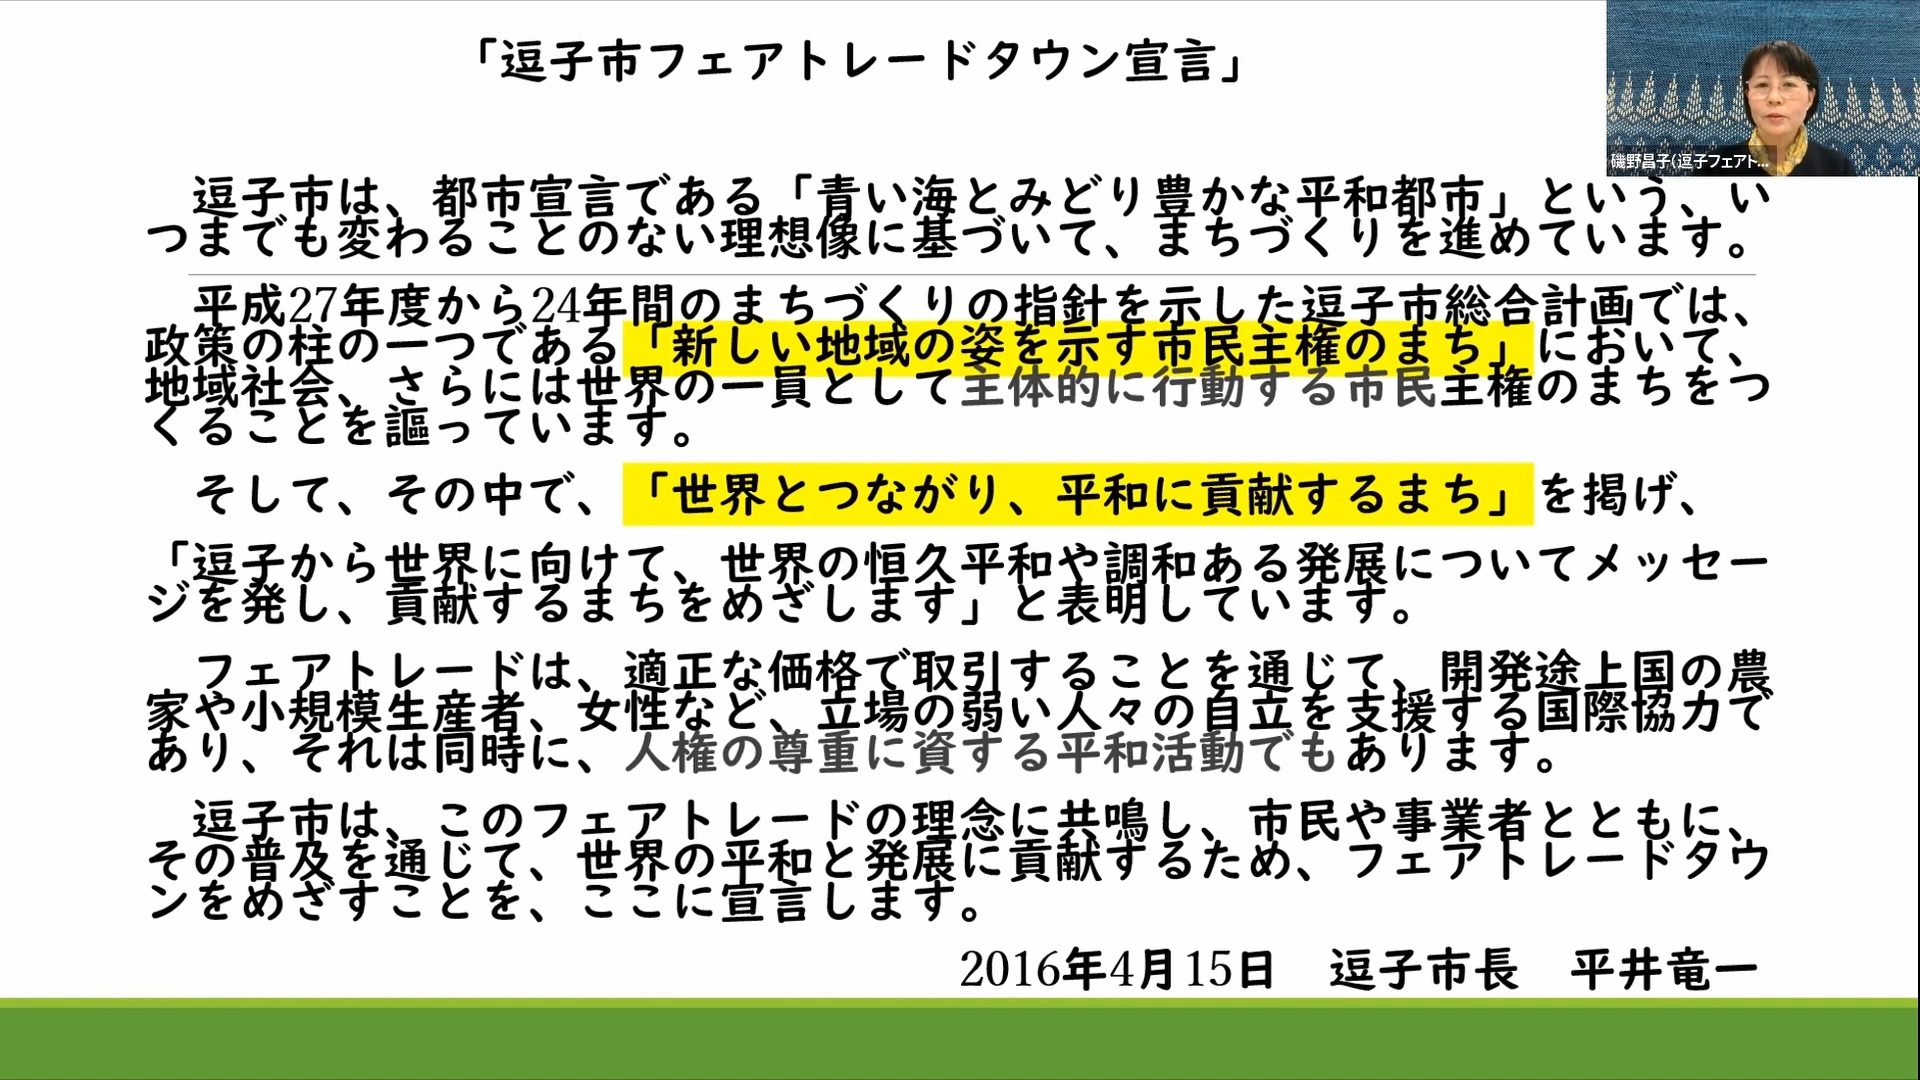 「逗子市フェアトレードタウン宣言」
磯野昌子(逗子フェアト...
逗子市は、都市宣言である「青い海とみどり豊かな平和都市」という、い
つまでも変わることのない理想像に基づいて、まちづくりを進めています。
平成27年度から24年間のまちづくりの指針を示した逗子市総合計画では、
政策の柱の一つである「新しい地域の姿を示す市民主権のまち」において、
地域社会、さらには世界の一員として主体的に行動する市民主権のまちをつ
くることを謳っています。
そして、その中で、「世界とつながり、平和に貢献するまち」を掲げ、
「逗子から世界に向けて、世界の恒久平和や調和ある発展についてメッセー
ジを発し、貢献するまちをめざします」と表明しています。
フェアトレードは、適正な価格で取引することを通じて、開発途上国の農
家や小規模生産者、女性など、立場の弱い人々の自立を支援する国際協力で
あり、それは同時に、人権の尊重に資する平和活動でもあります。
逗子市は、このフェアトレードの理念に共鳴し、市民や事業者とともに、
その普及を通じて、世界の平和と発展に貢献するため、フェアトレードタウ
ンをめざすことを、ここに宣言します。
2016年4月15日　逗子市長　平井竜一